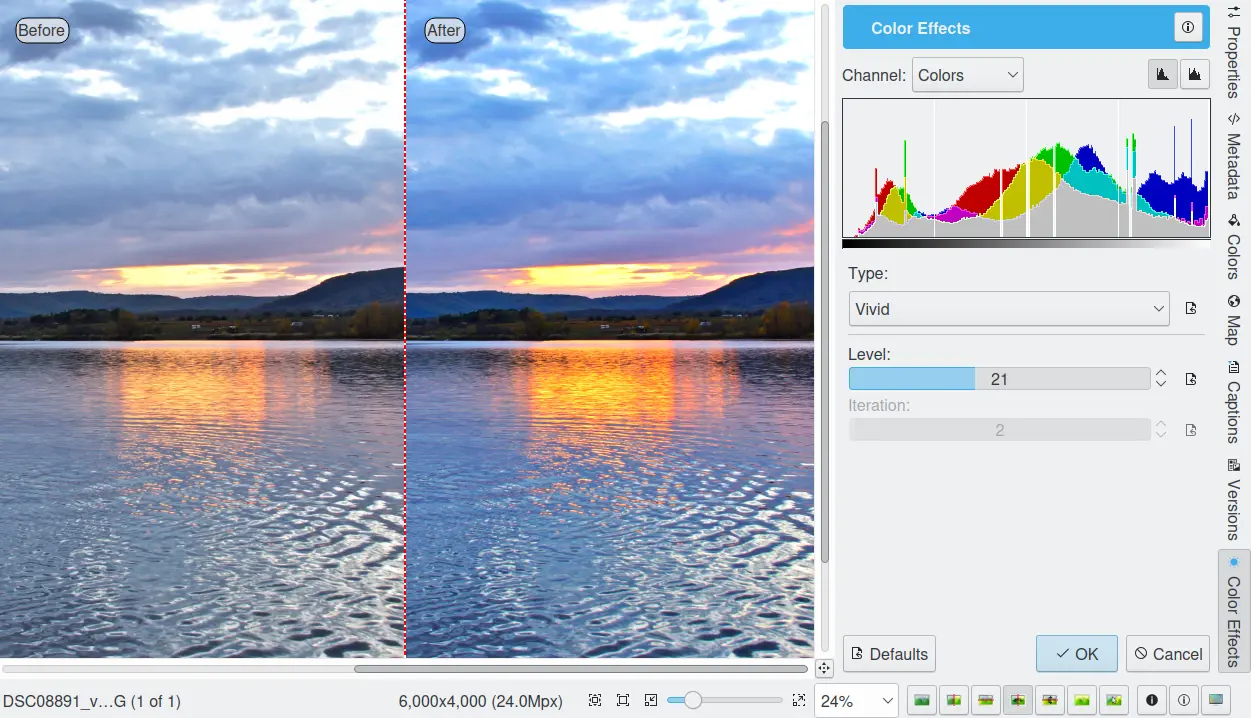 Before
After
Color Effects
Channel: Colors
Type:
Vivid
Level:
21
Iteration:
2
Defaults
OK
Cancel
Properties
Metadata
Colors
Map
Captions
Versions
Color Effects
DSC08891_v...G (1 of 1)
6,000x4,000 (24.0Mpx)
24%